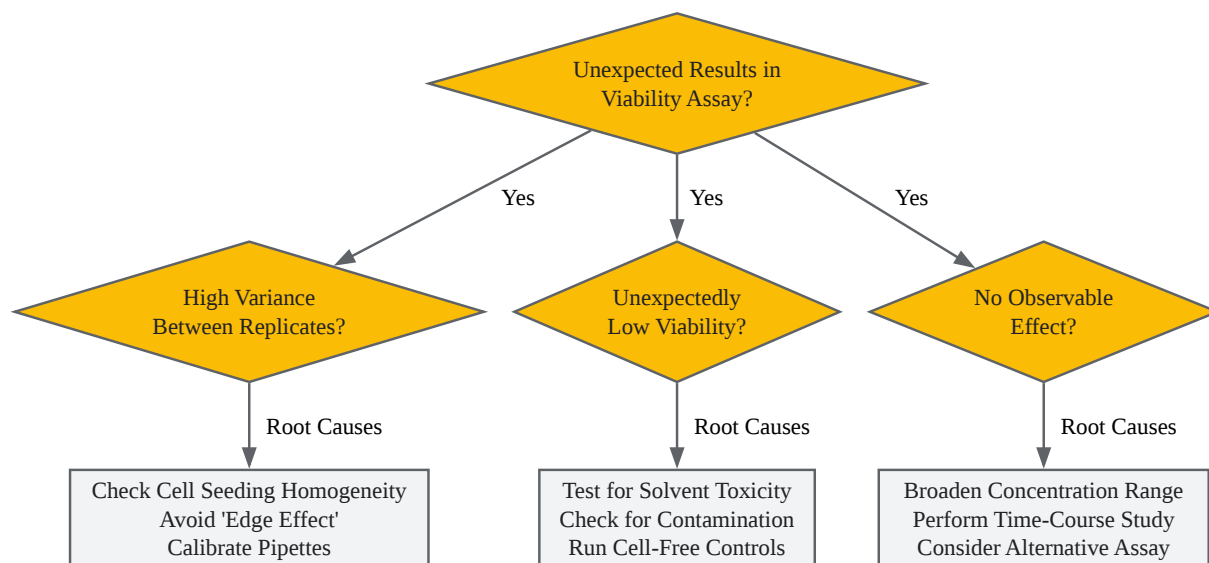 Unexpected Results in
Viability Assay?
Yes
Yes
Yes
High Variance
Between Replicates?
Unexpectedly
Low Viability?
No Observable
Effect?
Root Causes
Root Causes
Root Causes
Check Cell Seeding Homogeneity
Avoid 'Edge Effect'
Calibrate Pipettes
Test for Solvent Toxicity
Check for Contamination
Run Cell-Free Controls
Broaden Concentration Range
Perform Time-Course Study
Consider Alternative Assay